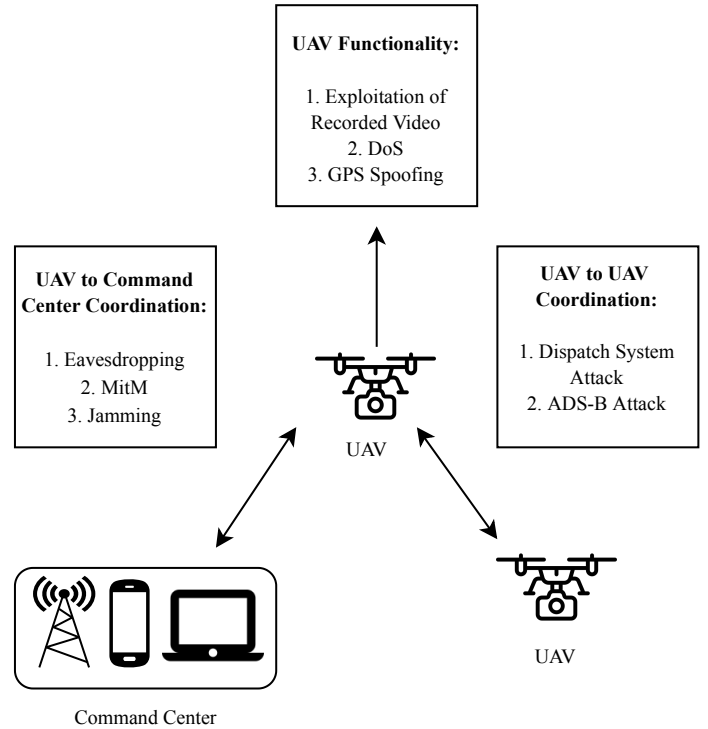 UAV Functionality:
1. Exploitation of
Recorded Video
2. DoS
3. GPS Spoofing
UAV to Command
Center Coordination:
1. Eavesdropping
2. MitM
3. Jamming
UAV to UAV
Coordination:
1. Dispatch System
Attack
2. ADS-B Attack
UAV
UAV
Command Center